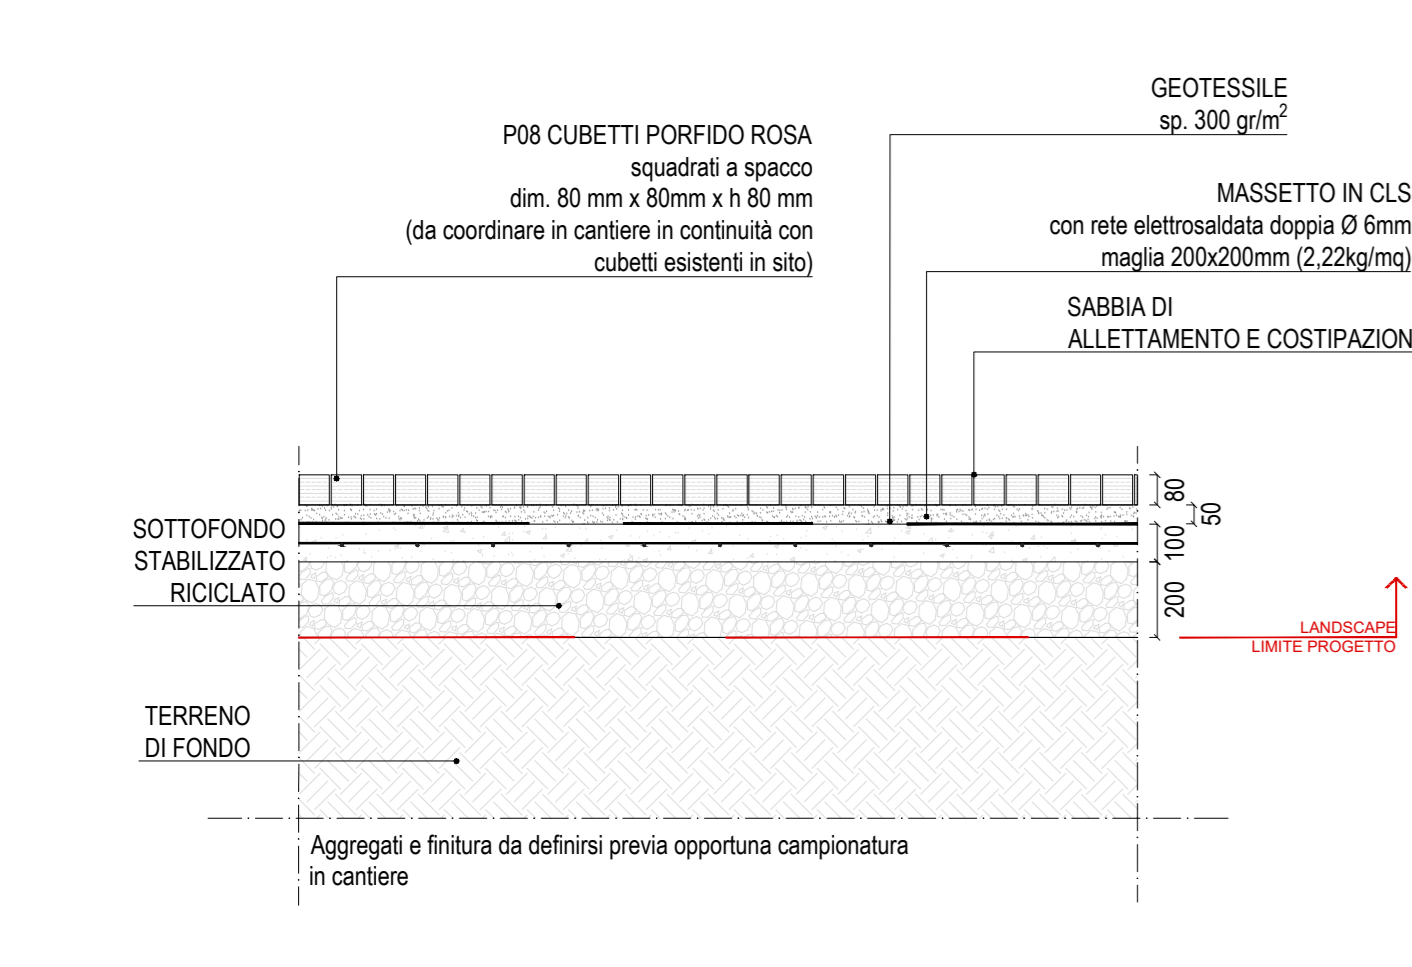 GEOTESSILE
sp. 300 gr/m²
P08 CUBETTI PORFIDO ROSA
squadrati a spacco
dim. 80 mm x 80mm x h 80 mm
(da coordinare in cantiere in continuità con
cubetti esistenti in sito)
MASSETTO IN CLS
con rete elettrosaldata doppia Ø 6mm
maglia 200x200mm (2,22kg/mq)
SABBIA DI
ALLETTAMENTO E COSTIPAZION
80
50
100
200
SOTTOFONDO
STABILIZZATO
RICICLATO
LANDSCAPE
LIMITE PROGETTO
TERRENO
DI FONDO
Aggregati e finitura da definirsi previa opportuna campionatura
in cantiere